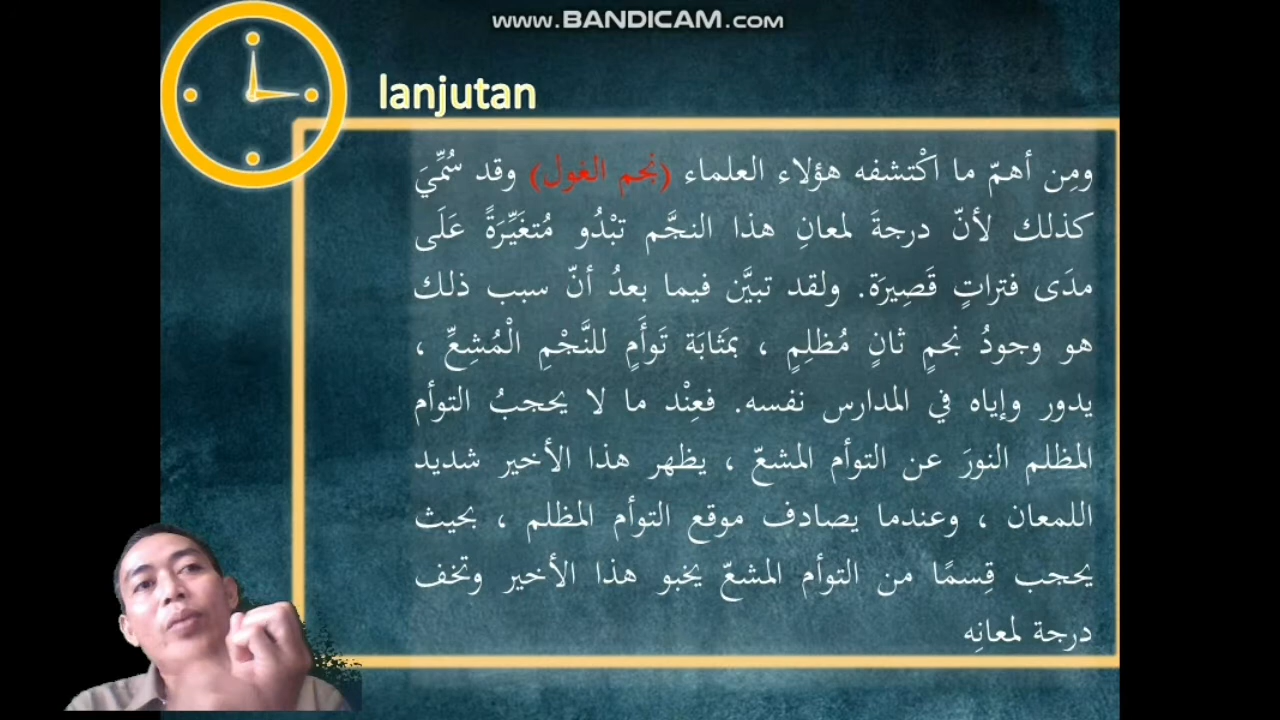 www.BANDICAM.com
lanjutan
ومِن أهمّ ما اكْتشفه هؤلاء العلماء (نجم الغول) وقد سُمِّيَ
كذلك لأنّ درجةَ لمعانِ هذا النجَّم تبْدُو مُتغَيِّرَةً عَلَى
مدَى فتراتٍ قَصِيرَة. ولقد تبيَّن فيما بعدُ أنّ سبب ذلك
هو وجودُ نجمٍ ثانٍ مُظلِمٍ ، بمَثابَة تَوأَمٍ للنَّجْمِ الْمُشِعِّ ،
يدور وإياه في المدارس نفسه. فعِنْد ما لا يحجبُ التوأم
المظلم النورَ عن التوأم المشعّ ، يظهر هذا الأخير شديد
اللمعان ، وعندما يصادف موقع التوأم المظلم ، بحيث
يحجب قِسمًا من التوأم المشعّ يخبو هذا الأخير وتخف
درجة لمعانِه